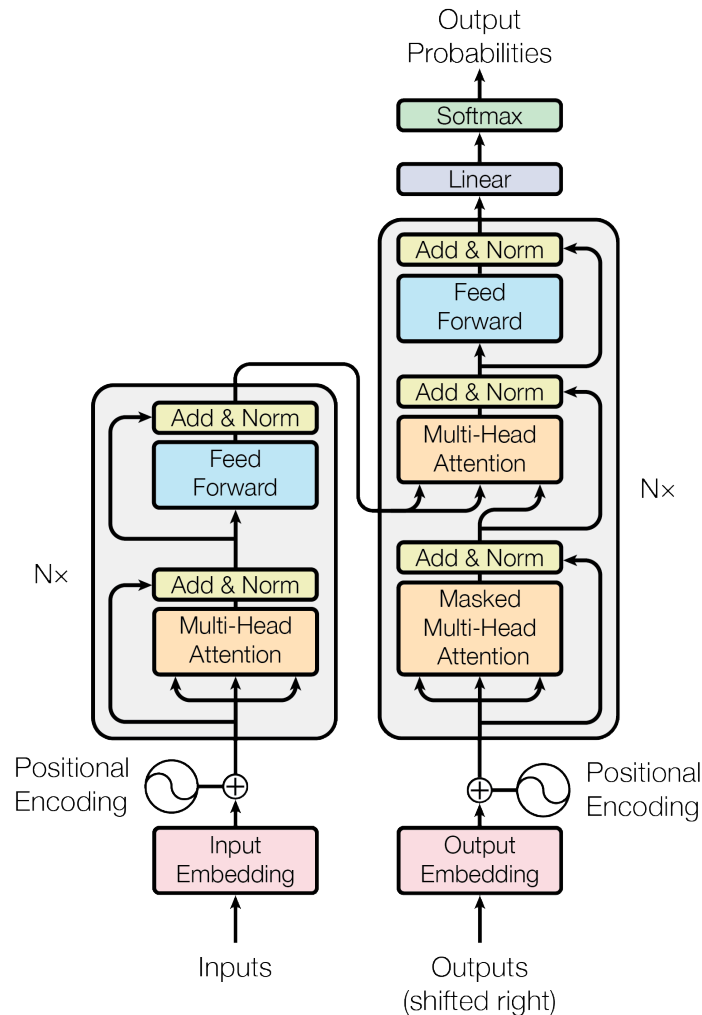 Output
Probabilities
Softmax
Linear
Add & Norm
Feed
Forward
Add & Norm
Multi-Head
Attention
Nx
Add & Norm
Masked
Multi-Head
Attention
Add & Norm
Feed
Forward
Nx
Add & Norm
Multi-Head
Attention
Positional
Encoding
Positional
Encoding
Input
Embedding
Output
Embedding
Inputs
Outputs
(shifted right)